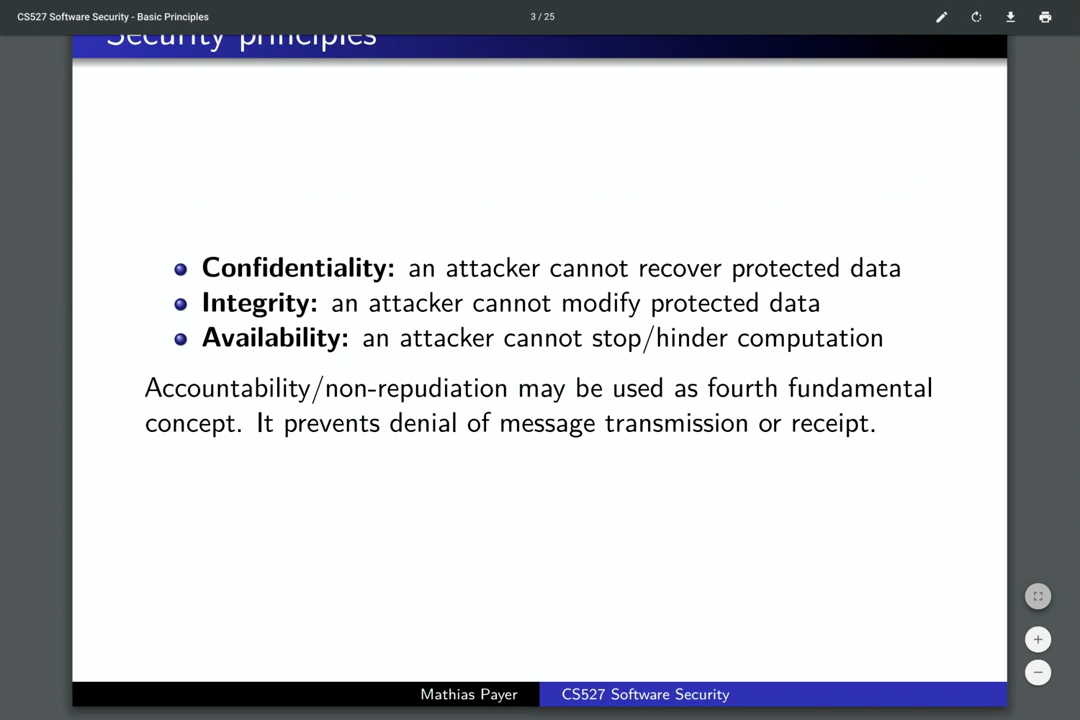 CS527 Software Security - Basic Principles
3 / 25
Security principles
Confidentiality: an attacker cannot recover protected data
Integrity: an attacker cannot modify protected data
Availability: an attacker cannot stop/hinder computation
Accountability/non-repudiation may be used as fourth fundamental
concept. It prevents denial of message transmission or receipt.
Mathias Payer
CS527 Software Security